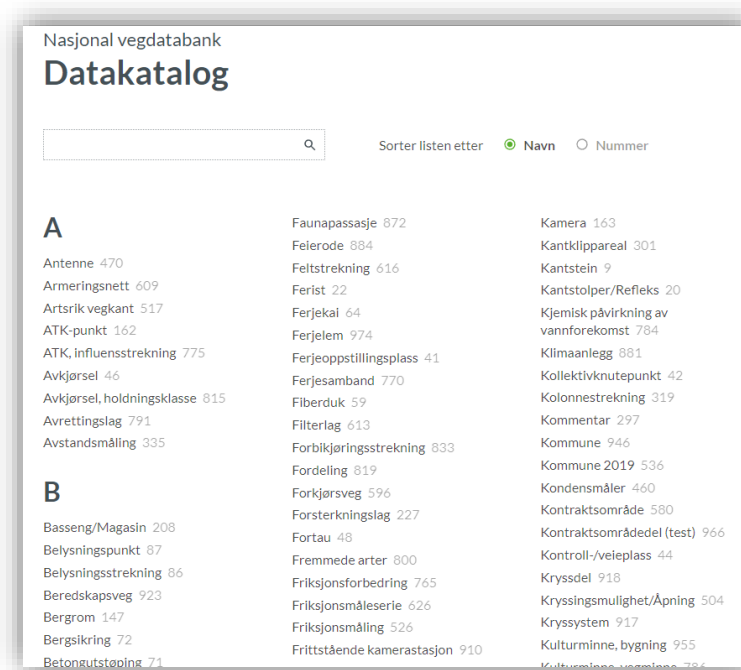 Nasjonal vegdatabank
Datakatalog
Sorter listen etter Navn Nummer
A
Antenne 470
Armeringsnett 609
Artsrik vegkant 517
ATK-punkt 162
ATK, influensstrekning 775
Avkjørsel 46
Avkjørsel, holdningsklasse 815
Avrettingslag 791
Avstandsmåling 335
B
Basseng/Magasin 208
Belysningspunkt 87
Belysningsstrekning 86
Beredskapsveg 923
Bergrom 147
Bergsikring 72
Betongutstøping 71
Faunapassasje 872
Feierode 884
Feltstrekning 616
Ferist 22
Ferjekai 64
Ferjelem 974
Ferjeoppstillingsplass 41
Ferjesamband 770
Fiberduk 59
Filterlag 613
Forbikjøringsstrekning 833
Fordeling 819
Forkjørsveg 596
Forsterkningslag 227
Fortau 48
Fremmede arter 800
Friksjonsforbedring 765
Friksjonsmåleserie 626
Friksjonsmåling 526
Frittstående kamerastasjon 910
Kamera 163
Kantklippareal 301
Kantstein 9
Kantstolper/Refleks 20
Kjemisk påvirkning av
vannforekomst 784
Klimaanlegg 881
Kollektivknutepunkt 42
Kolonnestrekning 319
Kommentar 297
Kommune 946
Kommune 2019 536
Kondensmåler 460
Kontraktsområde 580
Kontraktsområdedel (test) 966
Kontroll-/veieplass 44
Kryssdel 918
Kryssingsmulighet/Åpning 504
Kryssystem 917
Kulturminne, bygning 955
Kulturminne, vegminne 786